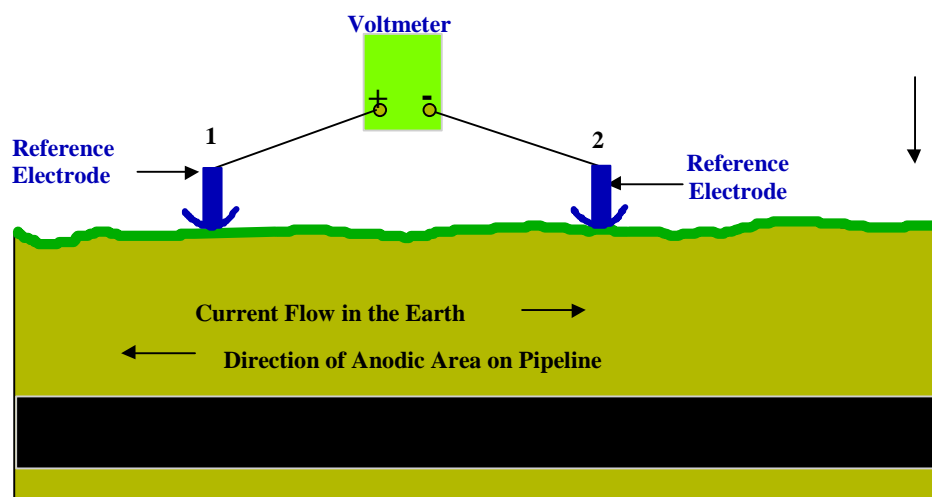 Voltmeter
+ -
1
2
Reference
Electrode
Reference
Electrode
Current Flow in the Earth
Direction of Anodic Area on Pipeline